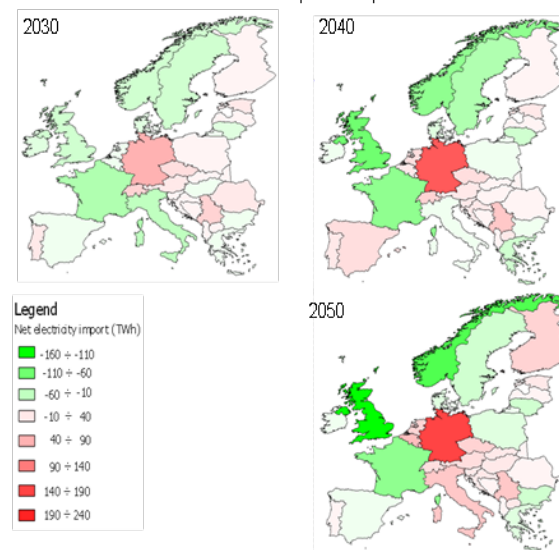 2030
2040
Legend
Net electricity import (TWh)
-160 ÷ -110
-110 ÷ -60
-60 ÷ -10
-10 ÷ 40
40 ÷ 90
90 ÷ 140
140 ÷ 190
190 ÷ 240
2050